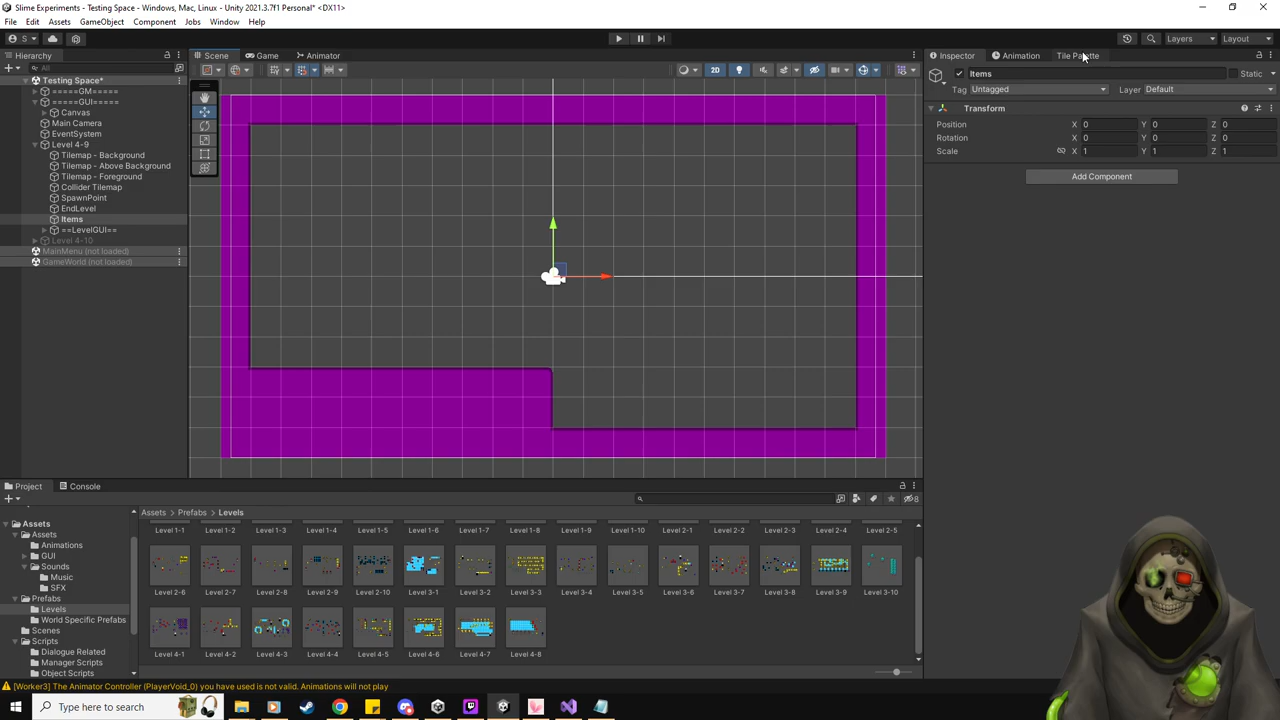 Slime Experiments - Testing Space - Windows, Mac, Linux - Unity 2021.3.7f1 Personal* <DX11>
File Edit Assets GameObject Component Jobs Window Help
S Layers Layout
Hierarchy Scene Game Animator Inspector Animation Tile Palette
All
Items Static
Tag Untagged Layer Default
Transform
Position X 0 Y 0 Z 0
Rotation X 0 Y 0 Z 0
Scale X 1 Y 1 Z 1
Add Component
2D
Testing Space*
=====GM=====
=====GUI=====
Canvas
Main Camera
EventSystem
Level 4-9
Tilemap - Background
Tilemap - Above Background
Tilemap - Foreground
Collider Tilemap
SpawnPoint
EndLevel
Items
==LevelGUI==
Level 4-10
MainMenu (not loaded)
GameWorld (not loaded)
Project Console
8
Assets > Prefabs > Levels
Assets
Assets
Animations
GUI
Sounds
Music
SFX
Prefabs
Levels
World Specific Prefabs
Scenes
Scripts
Dialogue Related
Manager Scripts
Object Scripts
Level 1-1 Level 1-2 Level 1-3 Level 1-4 Level 1-5 Level 1-6 Level 1-7 Level 1-8 Level 1-9 Level 1-10 Level 2-1 Level 2-2 Level 2-3 Level 2-4 Level 2-5
Level 2-6 Level 2-7 Level 2-8 Level 2-9 Level 2-10 Level 3-1 Level 3-2 Level 3-3 Level 3-4 Level 3-5 Level 3-6 Level 3-7 Level 3-8 Level 3-9 Level 3-10
Level 4-1 Level 4-2 Level 4-3 Level 4-4 Level 4-5 Level 4-6 Level 4-7 Level 4-8
[Worker3] The Animator Controller (PlayerVoid_0) you have used is not valid. Animations will not play
Type here to search